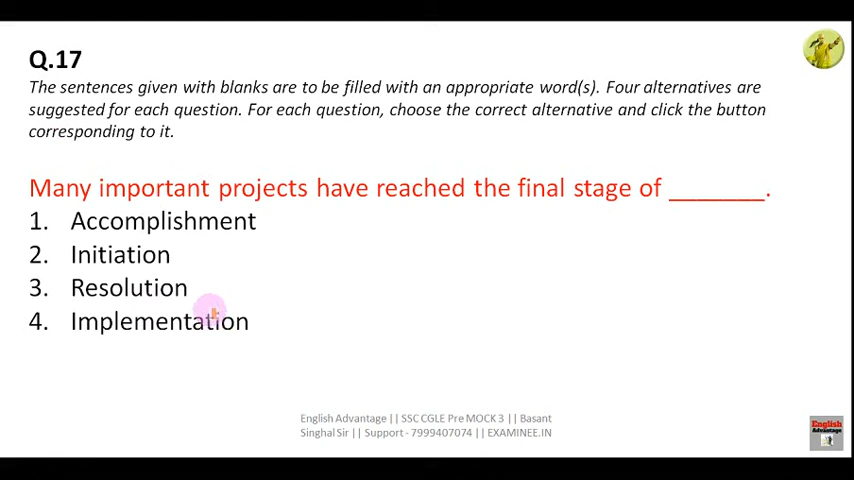 Q.17
The sentences given with blanks are to be filled with an appropriate word(s). Four alternatives are
suggested for each question. For each question, choose the correct alternative and click the button
corresponding to it.
Many important projects have reached the final stage of _______.
1. Accomplishment
2. Initiation
3. Resolution
4. Implementation
English Advantage || SSC CGLE Pre MOCK 3 || Basant
Singhal Sir || Support - 7999407074 || EXAMINEE.IN
English
Advantage